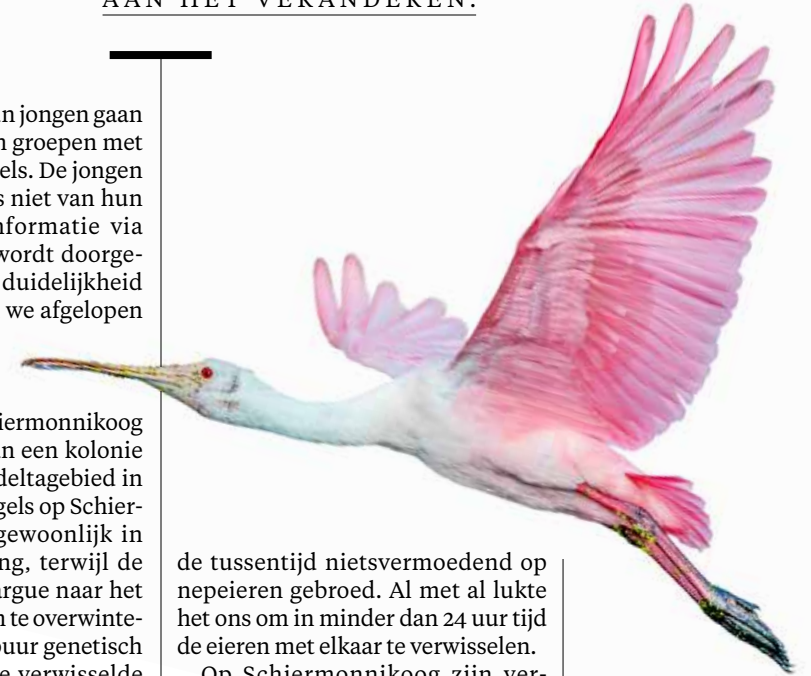 AAN HET VERANDEREN.
n jongen gaan
n groepen met
els. De jongen
s niet van hun
nformatie via
wordt doorge-
duidelijkheid
we afgelopen
iermonnikoog
n een kolonie
deltagebied in
gels op Schier-
gewoonlijk in
ng, terwijl de
argue naar het
n te overwinte-
puur genetisch
e verwisselde
de tussentijd nietsvermoedend op
nepeieren gebroed. Al met al lukte
het ons om in minder dan 24 uur tijd
de eieren met elkaar te verwisselen.
Op Schiermonnikoog zijn ver-